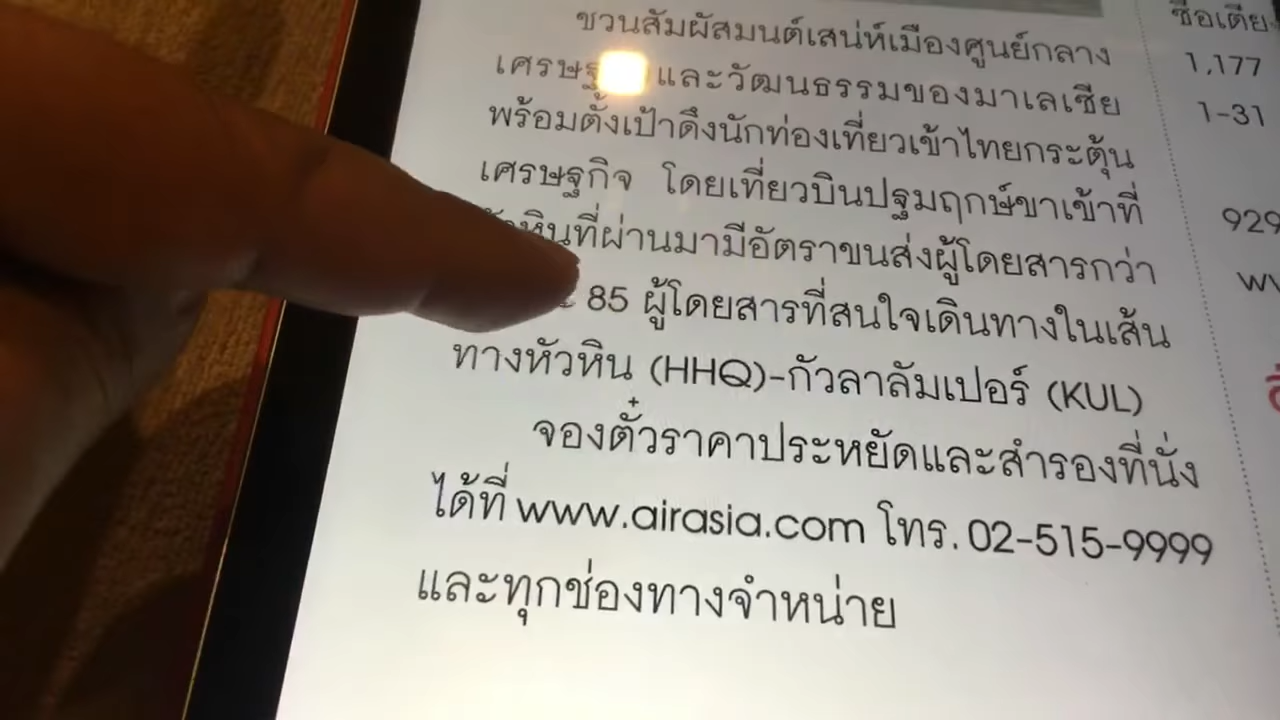 ชวนสัมผัสมนต์เสน่ห์เมืองศูนย์กลาง
และวัฒนธรรมของมาเลเซีย
พร้อมตั้งเป้าดึงนักท่องเที่ยวเข้าไทยกระตุ้น
เศรษฐกิจ โดยเที่ยวบินปฐมฤกษ์ขาเข้าที่
ที่ผ่านมามีอัตราขนส่งผู้โดยสารกว่า
85 ผู้โดยสารที่สนใจเดินทางในเส้น
ทางหัวหิน (HHQ)-กัวลาลัมเปอร์ (KUL)
จองตั๋วราคาประหยัดและสำรองที่นั่ง
ได้ที่ www.airasia.com โทร. 02-515-9999
และทุกช่องทางจำหน่าย
1,177
1-31
929